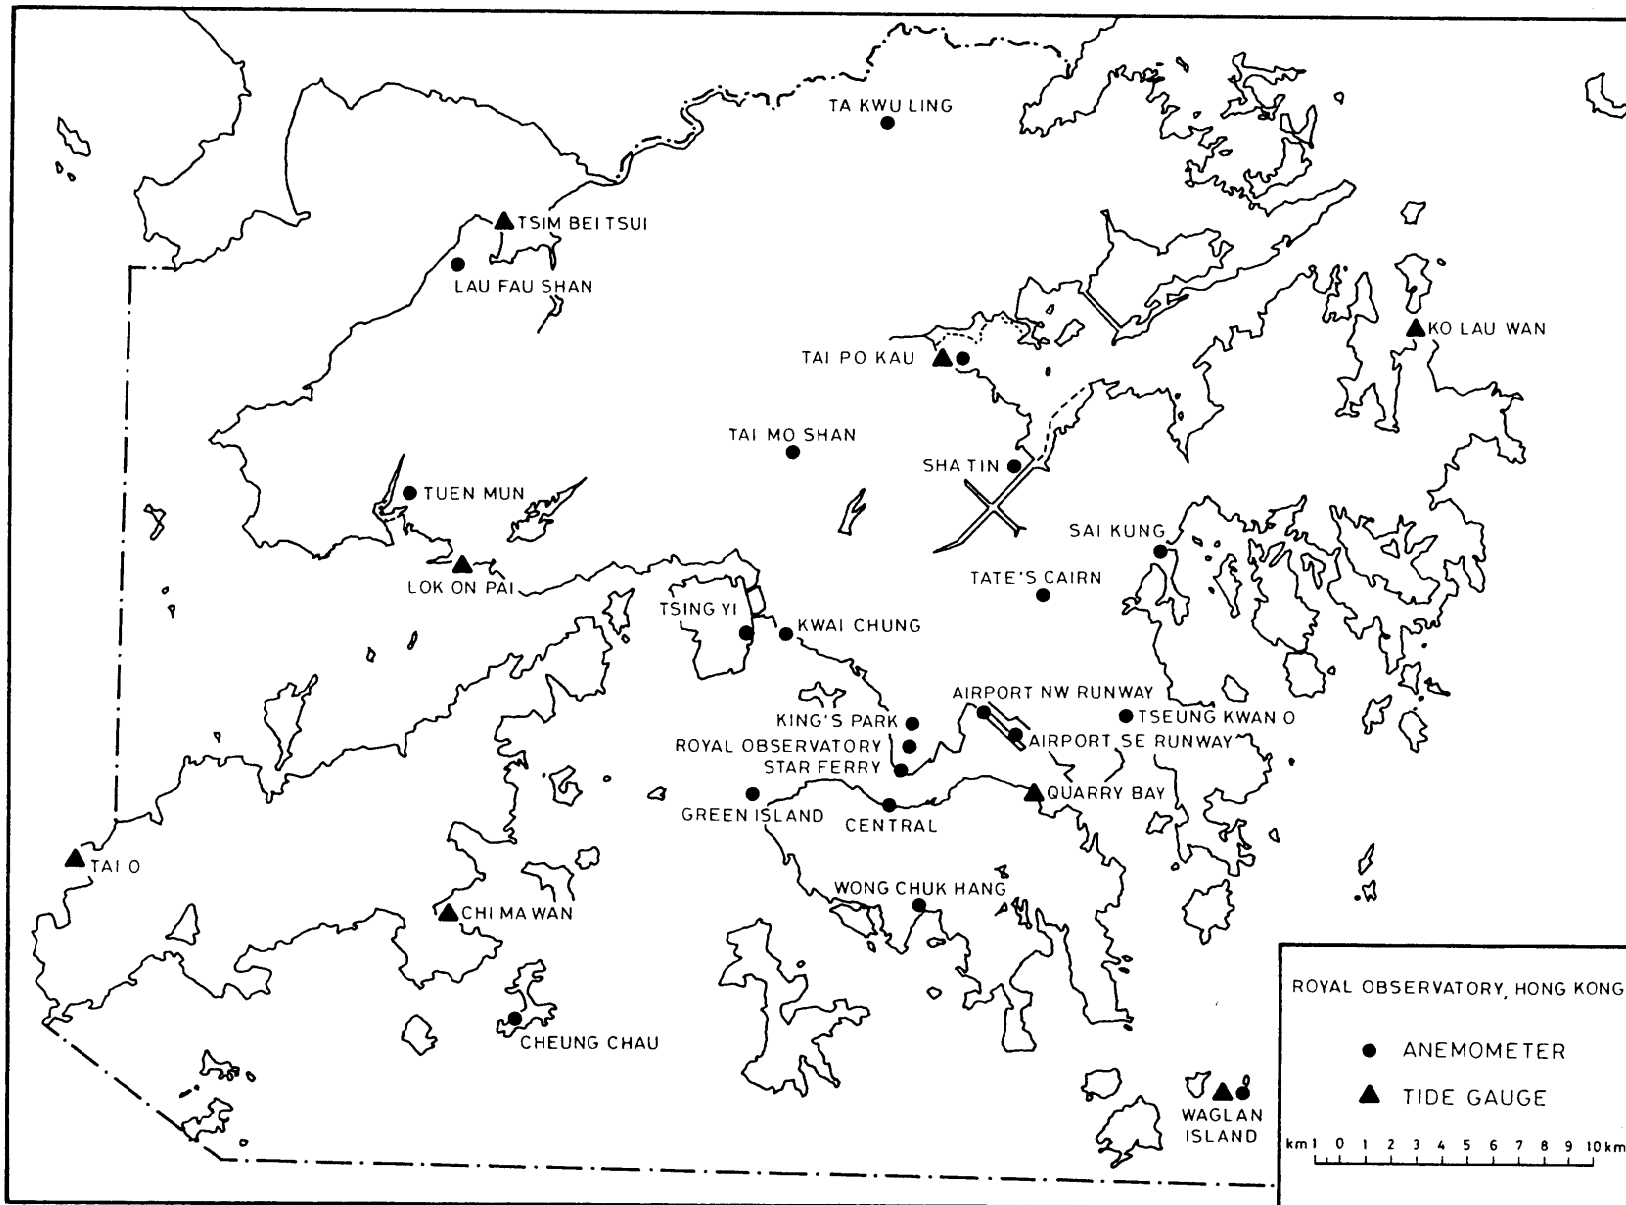 TA KWU LING
TSIM BEI TSUI
LAU FAU SHAN
KO LAU WAN
TAI PO KAU
TAI MO SHAN
SHA TIN
TUEN MUN
SAI KUNG
LOK ON PAI
TATE'S CAIRN
TSING YI
KWAI CHUNG
AIRPORT NW RUNWAY
KING'S PARK
TSEUNG KWAN O
ROYAL OBSERVATORY
AIRPORT SE RUNWAY
STAR FERRY
QUARRY BAY
GREEN ISLAND
CENTRAL
TAI O
WONG CHUK HANG
CHI MA WAN
CHEUNG CHAU
WAGLAN
ISLAND
ROYAL OBSERVATORY, HONG KONG
ANEMOMETER
TIDE GAUGE
km 1 0 1 2 3 4 5 6 7 8 9 10 km